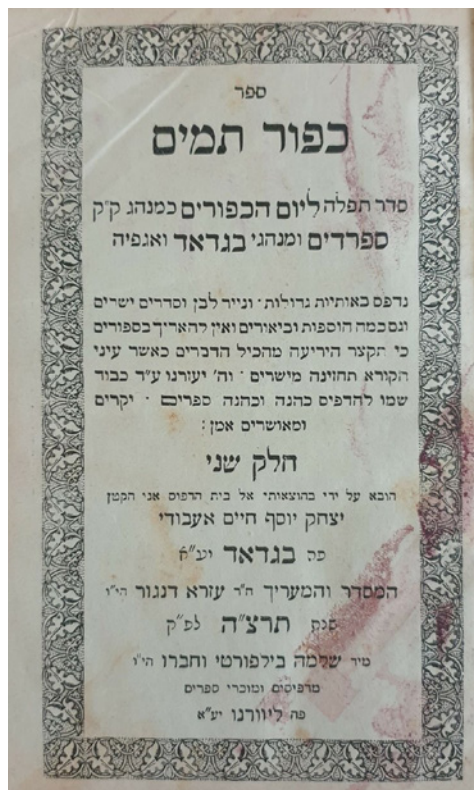 ספר
כפור תמים
סדר תפלה ליום הכפורים כמנהג ק״ק
ספרדים ומנהגי בגדאד ואגפיה
נדפס באותיות גדולות · ונייר לבן וסדרים ישרים
וגם כמה הוספות וביאורים ואין להאריך בספורים
כי תקצר היריעה מהכיל הדברים כאשר עיני
הקורא תחזינה מישרים · וה׳ יעזרנו ע״ד כבוד
שמו להדפיס כהנה וכהנה ספרים · יקרים
ומאושרים אמן :
חלק שני
הובא על ידי בהוצאותי אל בית הדפוס אני הקטן
יצחק יוסף חיים אעבודי
פה בגדאד יע״א
המסדר והמעריך ח״ר עזרא דנגור הי״ו
שנת תרצ״ה לפ״ק
מיד שלמה בילפורטי וחברו הי״ו
מדפיסים ומוכרי ספרים
פה ליוורנו יע״א